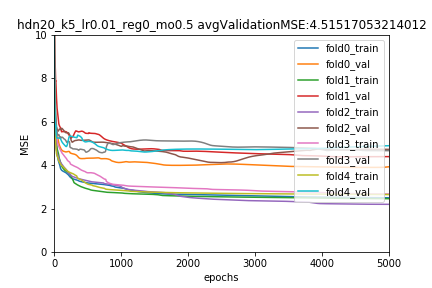 hdn20_k5_lr0.01_reg0_mo0.5 avgValidationMSE:4.51517053214012
10
8
6
4
2
0
MSE
0
1000
2000
3000
4000
5000
epochs
fold0_train
fold0_val
fold1_train
fold1_val
fold2_train
fold2_val
fold3_train
fold3_val
fold4_train
fold4_val